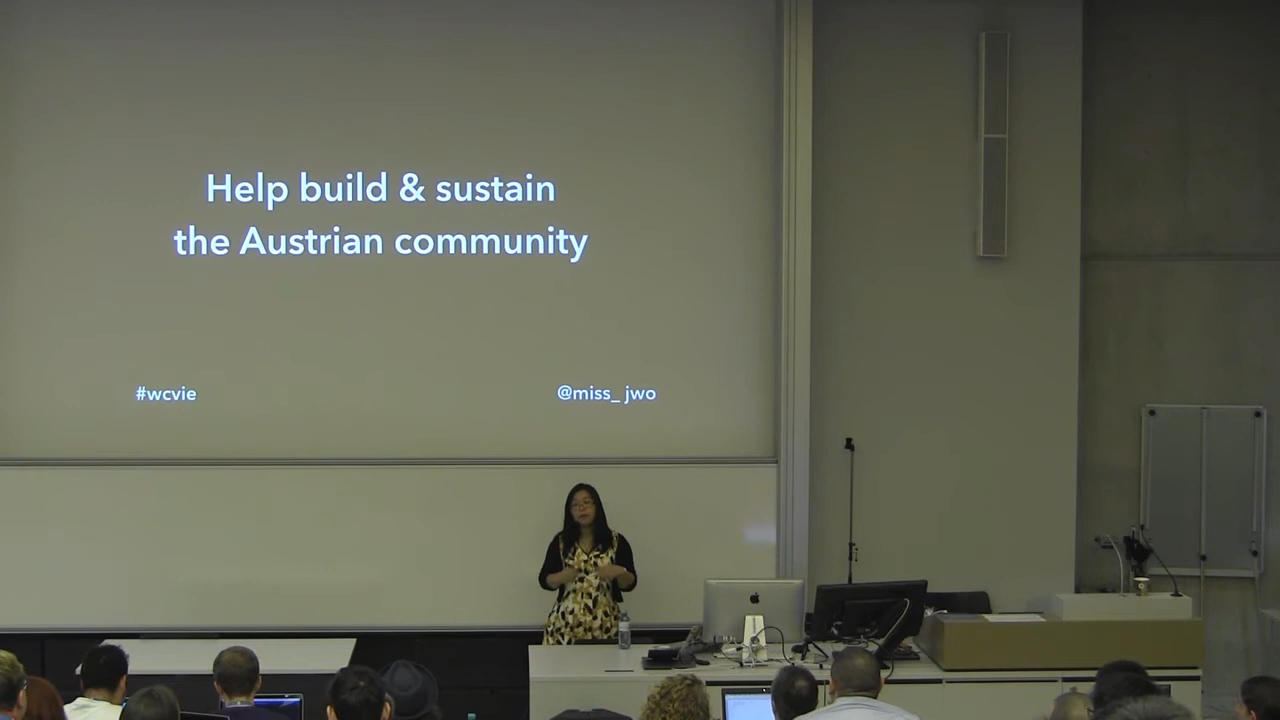 Help build & sustain
the Austrian community
#wcvie
@miss_ jwo